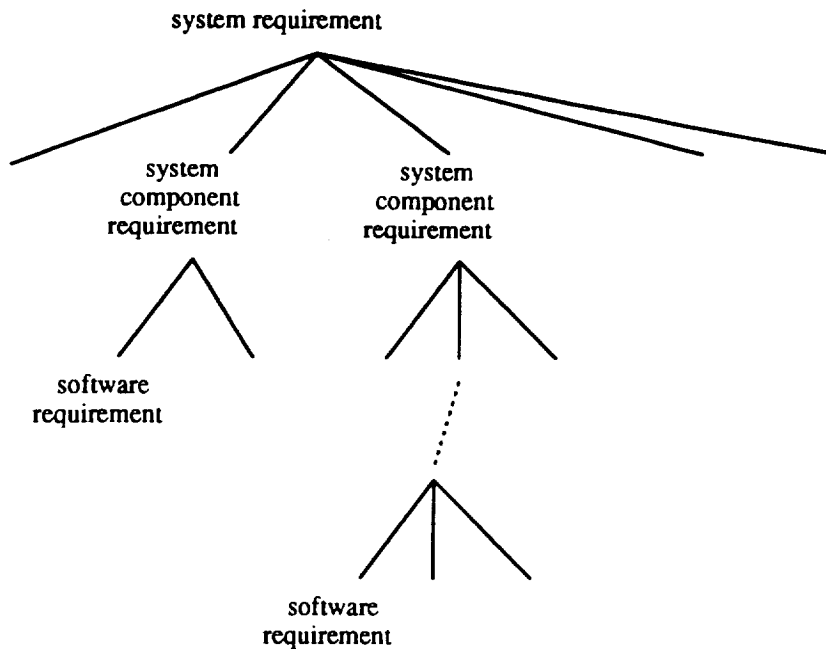 system requirement
system
component
requirement
system
component
requirement
software
requirement
software
requirement